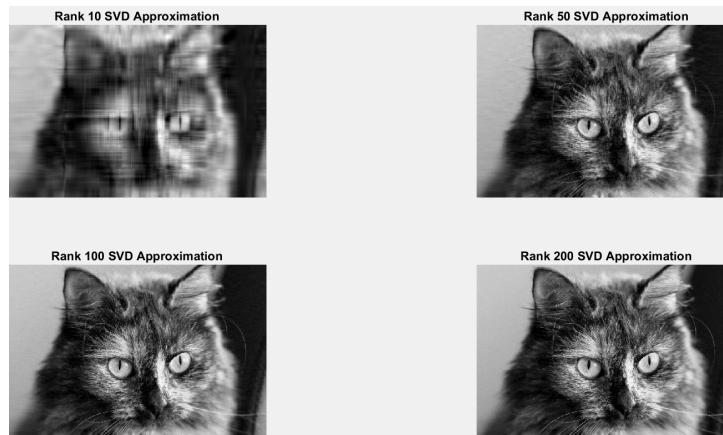 Rank 10 SVD Approximation
Rank 50 SVD Approximation
Rank 100 SVD Approximation
Rank 200 SVD Approximation